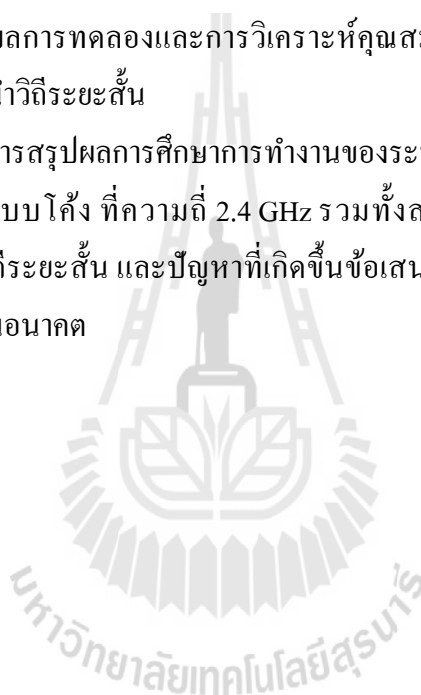 ผลการทดลองและการวิเคราะห์คุณส
นำวิถีระยะสั้น
ารสรุปผลการศึกษาการทำงานของระ
บบโค้ง ที่ความถี่ 2.4 GHz รวมทั้งส
ถีระยะสั้น และปัญหาที่เกิดขึ้นข้อเสน
นอนาคต
มหาวิทยาลัยเทคโนโลยีสุรนารี